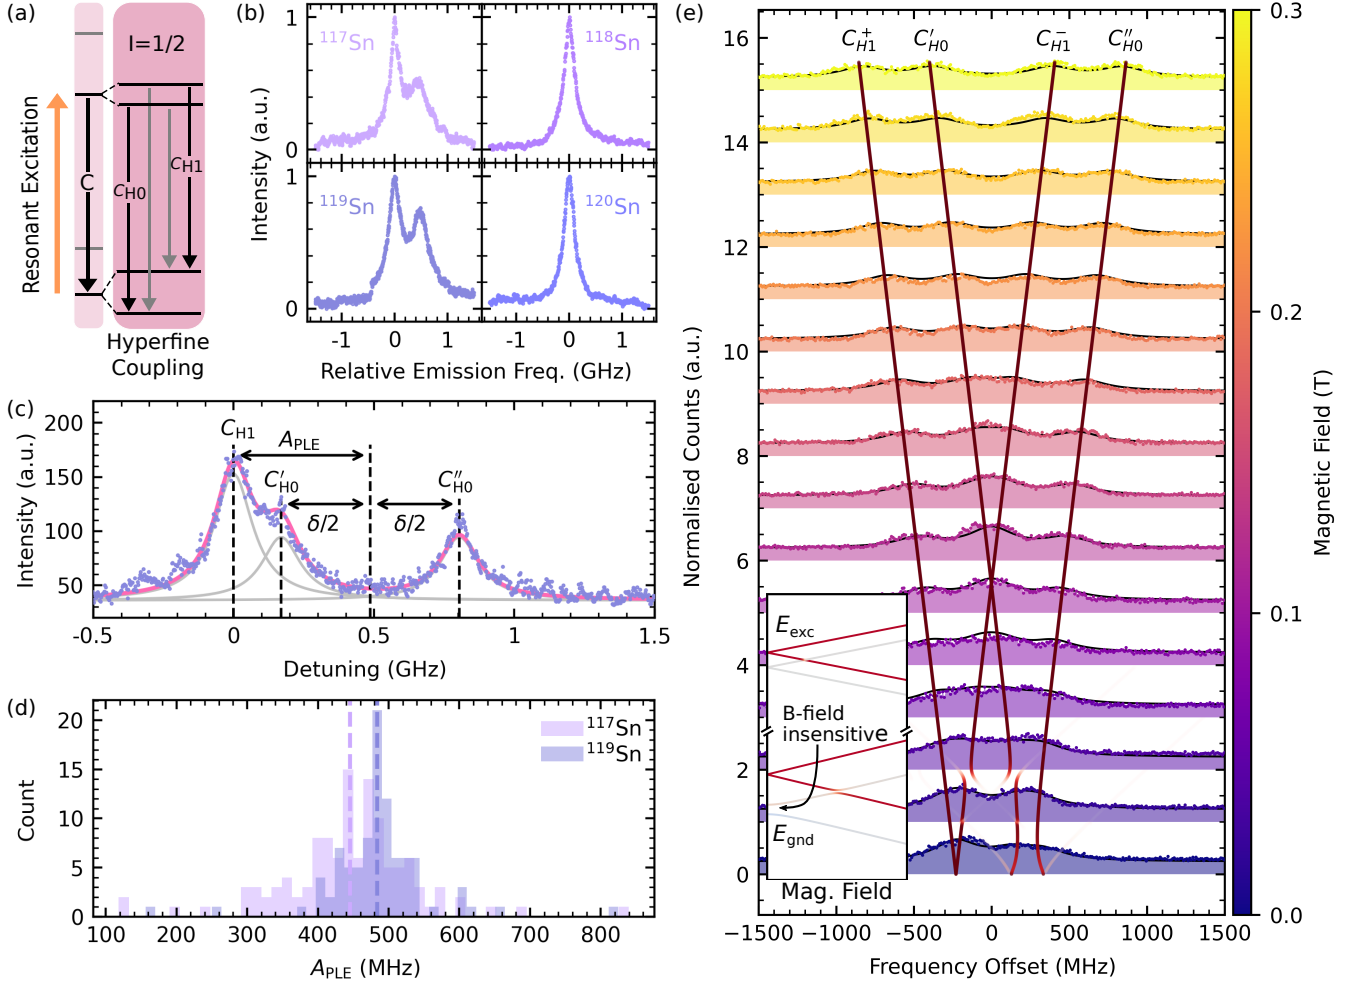 (a)
I=1/2
Resonant Excitation
C
C_H0
C_H1
Hyperfine
Coupling
(b)
Intensity (a.u.)
1
0
1
0
¹¹⁷Sn
¹¹⁸Sn
¹¹⁹Sn
¹²⁰Sn
-1 0 1 -1 0 1
Relative Emission Freq. (GHz)
(c)
Intensity (a.u.)
200
150
100
50
C_H1
A_PLE
C′_H0
C″_H0
δ/2
δ/2
-0.5 0 0.5 1 1.5
Detuning (GHz)
(d)
Count
20
15
10
5
0
¹¹⁷Sn
¹¹⁹Sn
100 200 300 400 500 600 700 800
A_PLE (MHz)
(e)
Normalised Counts (a.u.)
16
14
12
10
8
6
4
2
0
C⁺_H1
C′_H0
C⁻_H1
C″_H0
E_exc
B-field
insensitive
E_gnd
Mag. Field
−1500 −1000 −500 0 500 1000 1500
Frequency Offset (MHz)
0.3
0.2
0.1
0.0
Magnetic Field (T)